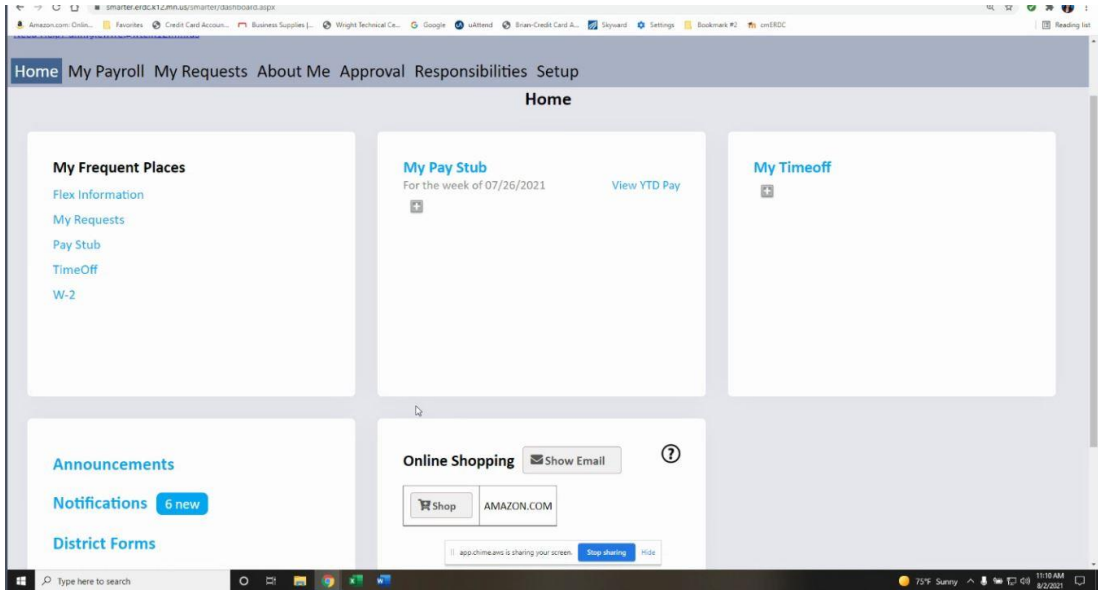 smarter.erdc.k12.mn.us/smarter/dashboard.aspx
Amazon.com: Onlin... Favorites Credit Card Accoun... Business Supplies |... Wright Technical Ce... Google uAttend Brian-Credit Card A... Skyward Settings Bookmark #2 smERDC Reading list
Home My Payroll My Requests About Me Approval Responsibilities Setup
Home
My Frequent Places
Flex Information
My Requests
Pay Stub
TimeOff
W-2
My Pay Stub
For the week of 07/26/2021 View YTD Pay
My Timeoff
Announcements
Notifications 6 new
District Forms
Online Shopping Show Email ?
Shop AMAZON.COM
app.chime.aws is sharing your screen. Stop sharing Hide
Type here to search
75°F Sunny 11:10 AM
8/2/2021